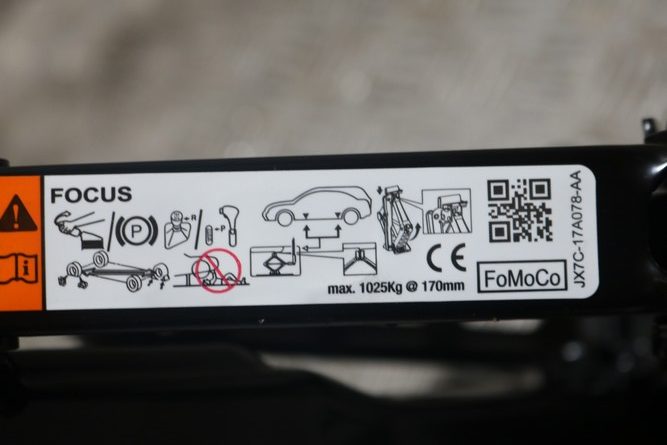 FOCUS
P
R
P
max. 1025Kg @ 170mm
CE
FoMoCo
JX7C-17A078-AA